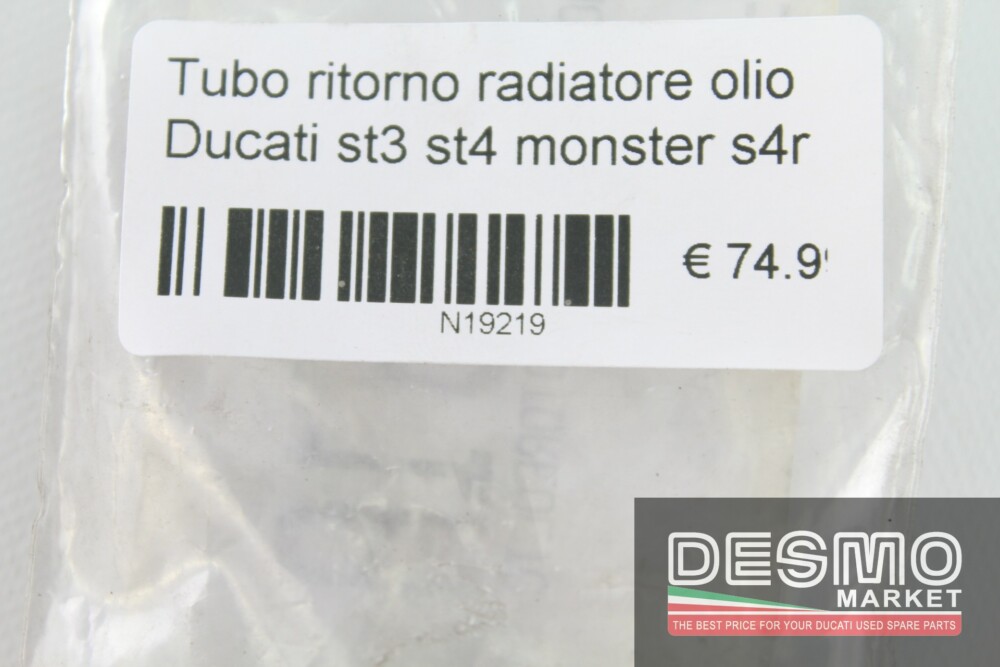 Tubo ritorno radiatore olio
Ducati st3 st4 monster s4r
€ 74.9
N19219
DESMO
MARKET
THE BEST PRICE FOR YOUR DUCATI USED SPARE PARTS